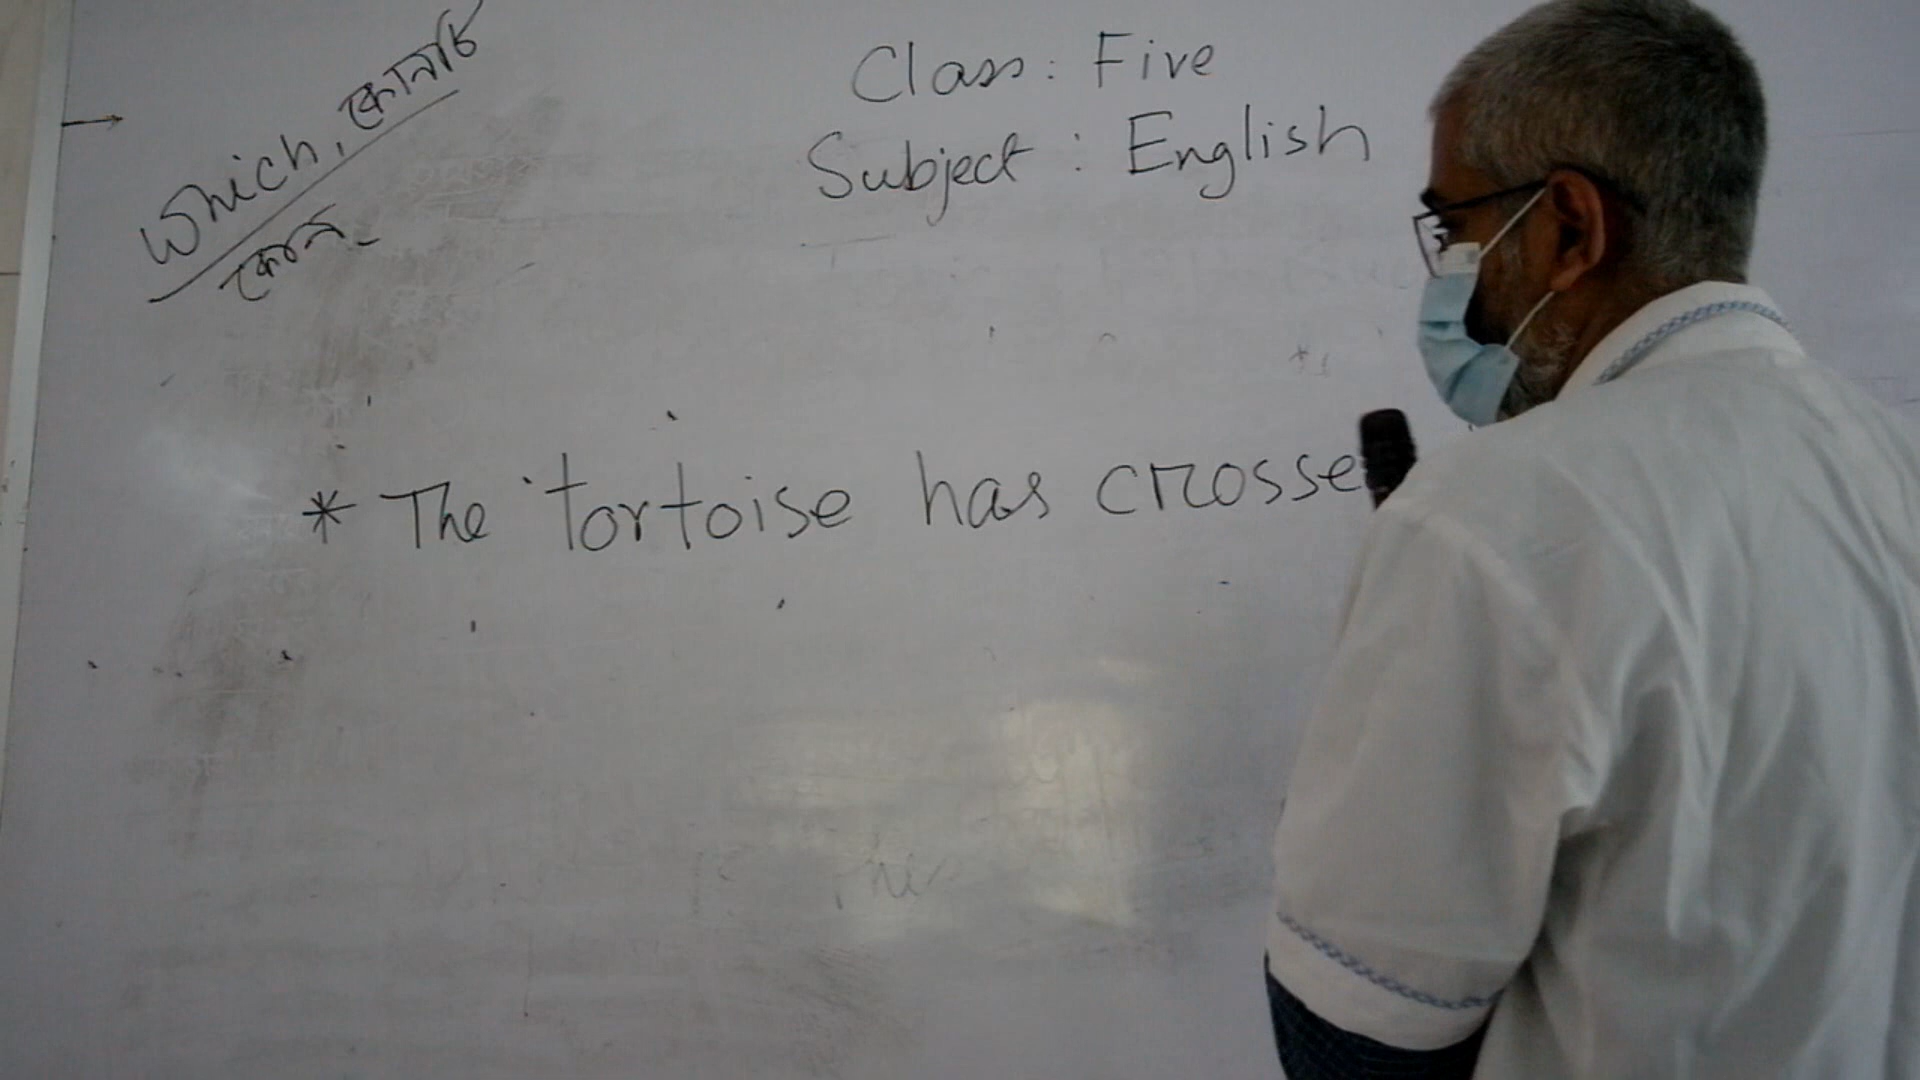 Which, কোনটি
কোন
Class: Five
Subject: English
* The tortoise has crosse